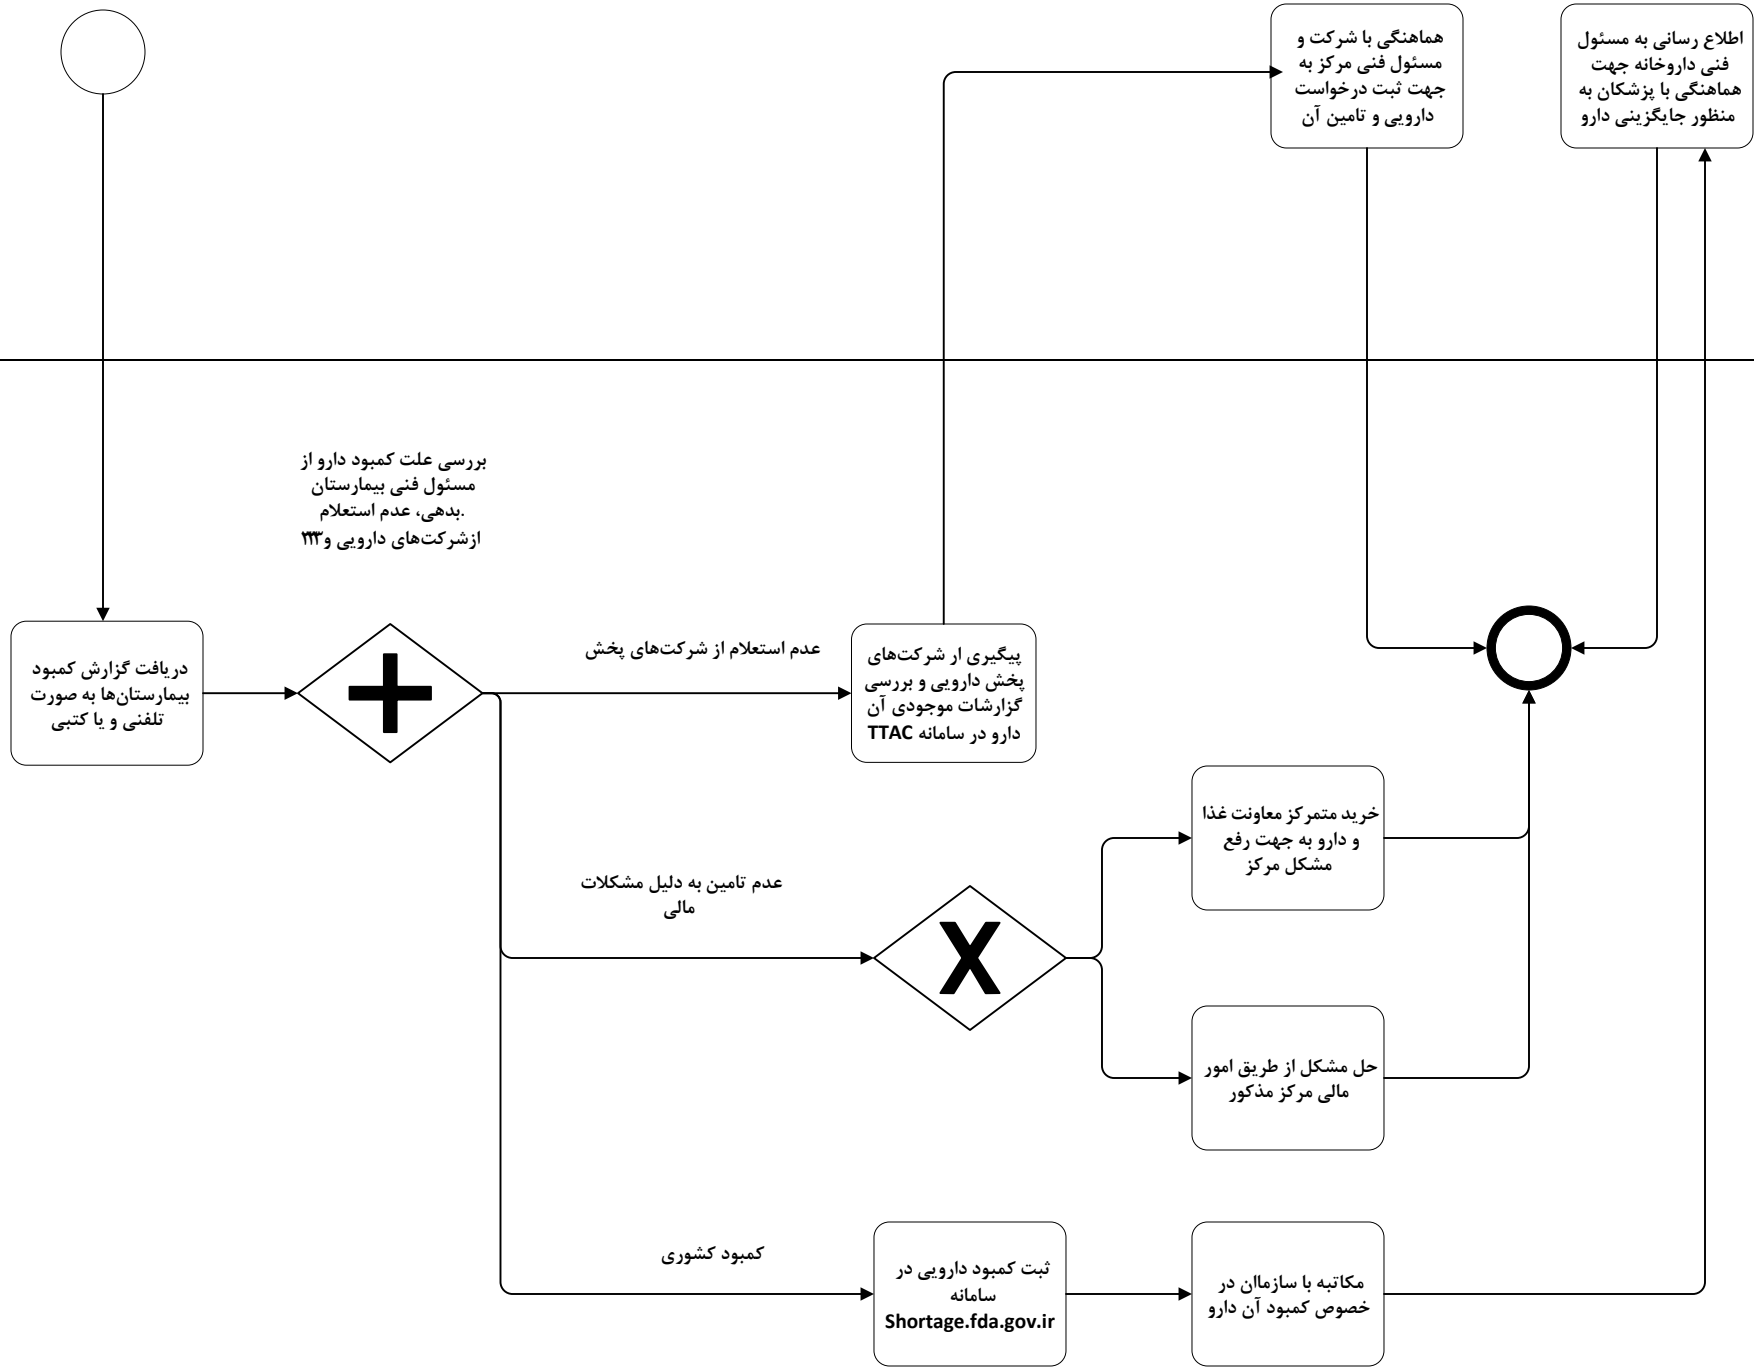 هماهنگی با شرکت و
مسئول فنی مرکز به
جهت ثبت درخواست
دارویی و تامین آن
اطلاع رسانی به مسئول
فنی داروخانه جهت
هماهنگی با پزشکان به
منظور جایگزینی دارو
بررسی علت کمبود دارو از
مسئول فنی بیمارستان
.بدهی، عدم استعلام
ازشرکت‌های دارویی و
دریافت گزارش کمبود
بیمارستان‌ها به صورت
تلفنی و یا کتبی
عدم استعلام از شرکت‌های پخش
پیگیری ار شرکت‌های
پخش دارویی و بررسی
گزارشات موجودی آن
دارو در سامانه TTAC
عدم تامین به دلیل مشکلات
مالی
X
خرید متمرکز معاونت غذا
و دارو به جهت رفع
مشکل مرکز
حل مشکل از طریق امور
مالی مرکز مذکور
کمبود کشوری
ثبت کمبود دارویی در
سامانه
Shortage.fda.gov.ir
مکاتبه با سازماان در
خصوص کمبود آن دارو